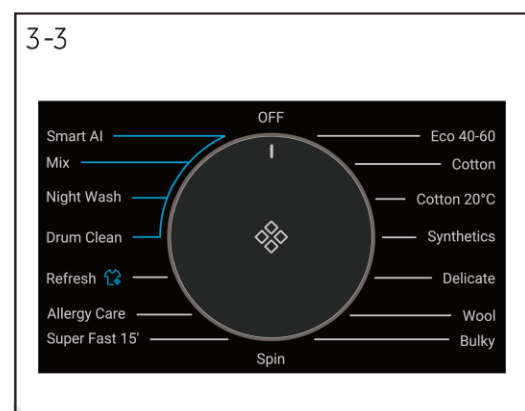 3-3
OFF
Smart AI
Mix
Night Wash
Drum Clean
Refresh
Allergy Care
Super Fast 15'
Eco 40-60
Cotton
Cotton 20°C
Synthetics
Delicate
Wool
Bulky
Spin